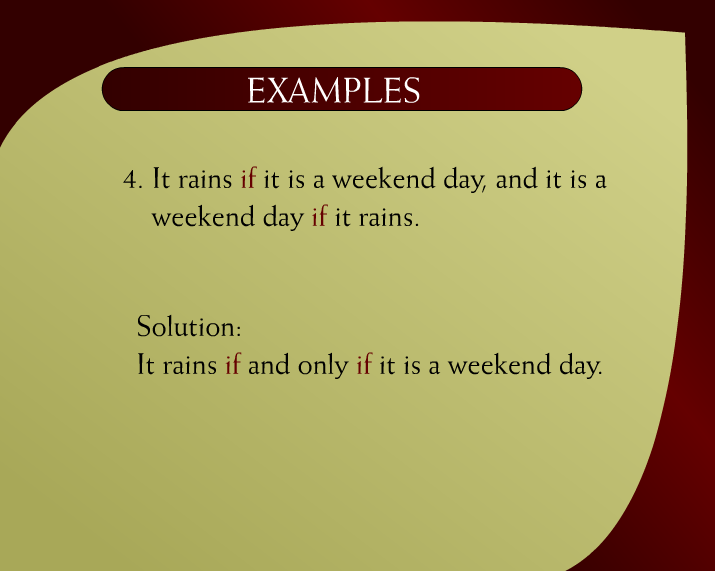 EXAMPLES
4. It rains if it is a weekend day, and it is a
weekend day if it rains.
Solution:
It rains if and only if it is a weekend day.